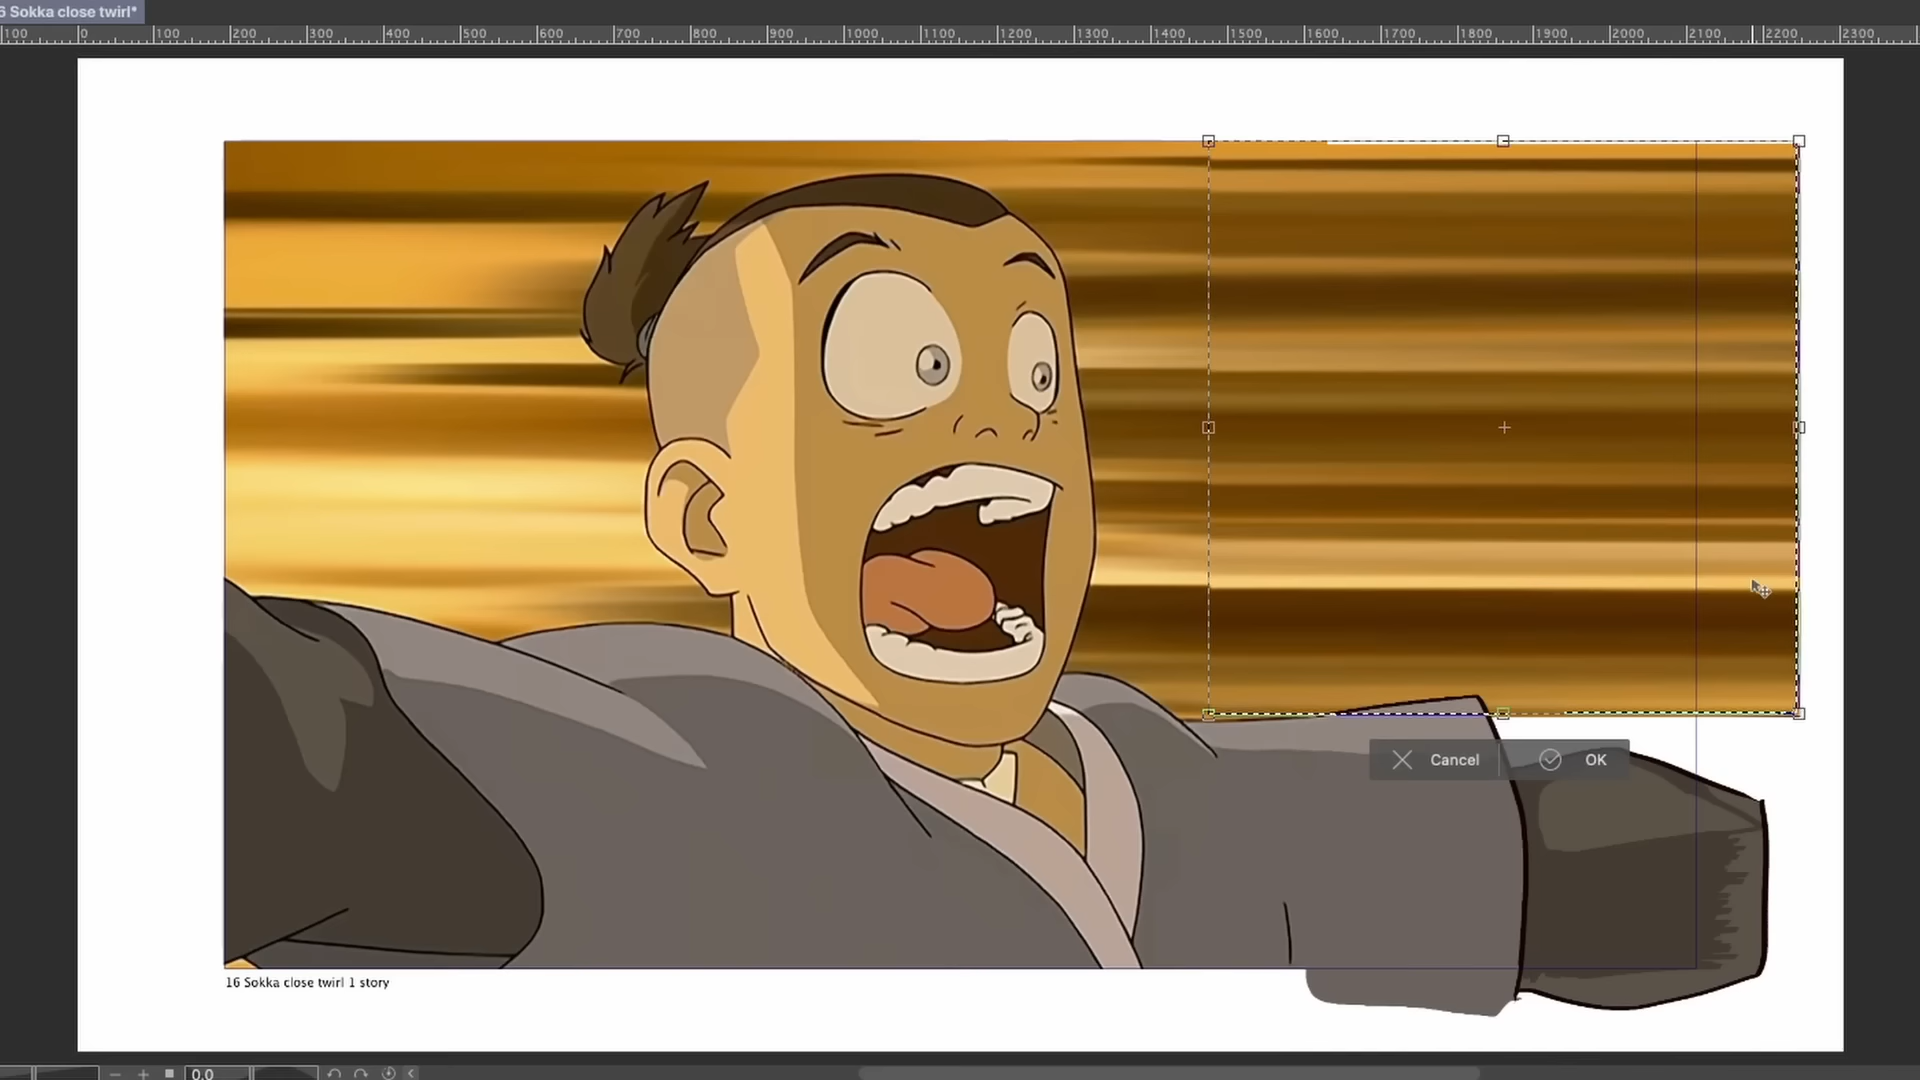 6 Sokka close twirl*
100 0 100 200 300 400 500 600 700 800 900 1000 1100 1200 1300 1400 1500 1600 1700 1800 1900 2000 2100 2200 2300
Cancel OK
16 Sokka close twirl 1 story
0.0